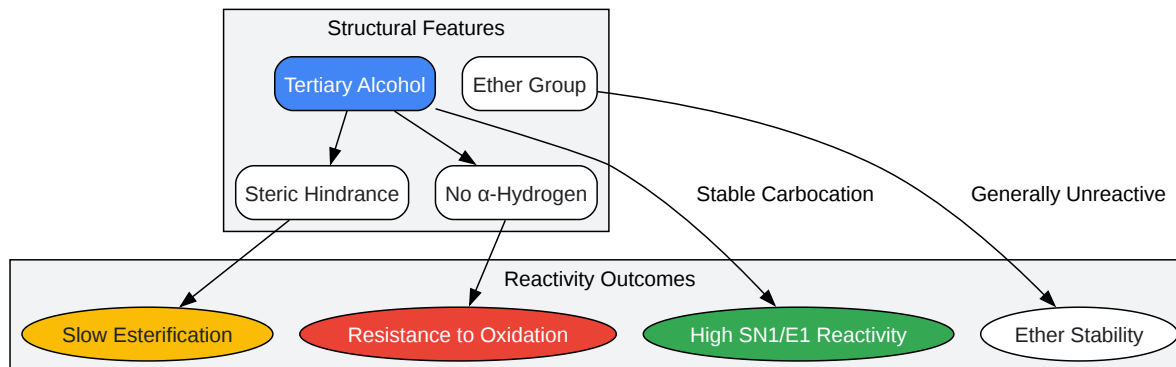 Structural Features
Tertiary Alcohol
Ether Group
Steric Hindrance
No α-Hydrogen
Stable Carbocation
Generally Unreactive
Reactivity Outcomes
Slow Esterification
Resistance to Oxidation
High SN1/E1 Reactivity
Ether Stability